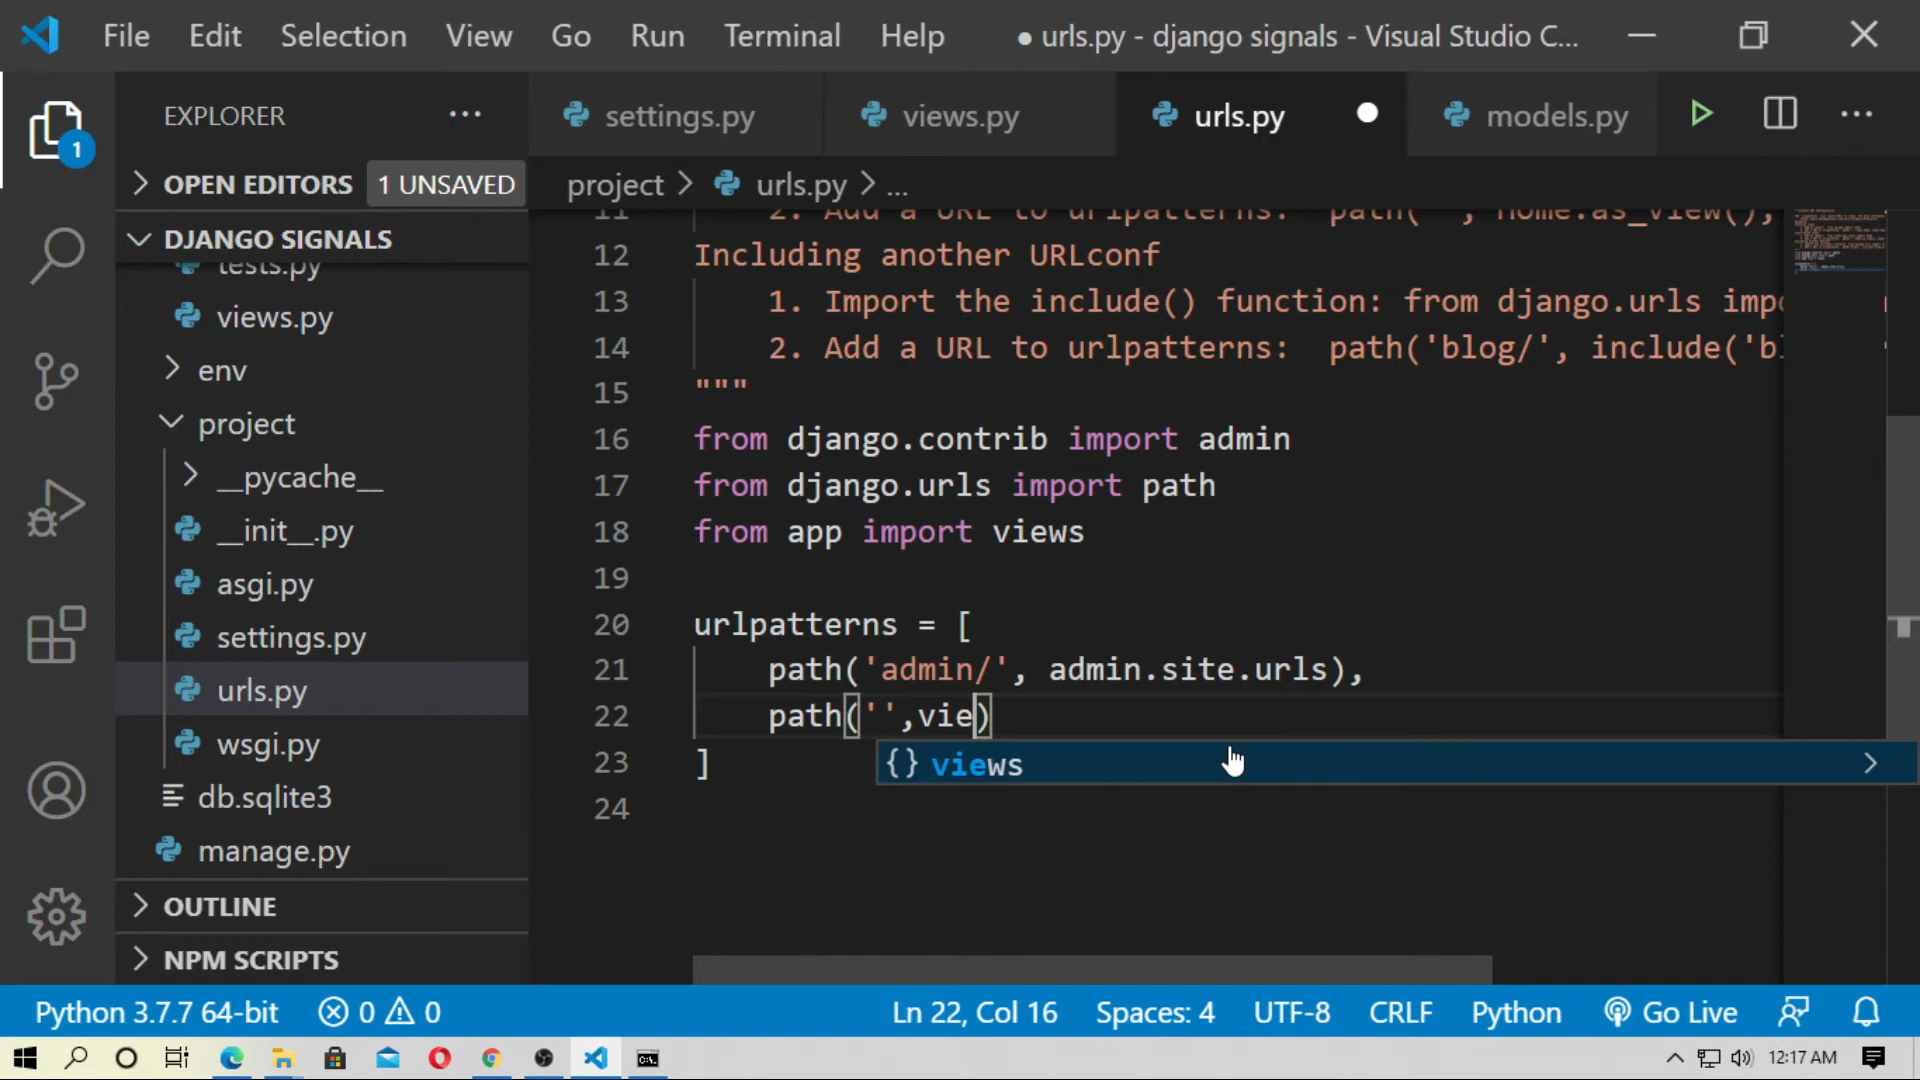 File Edit Selection View Go Run Terminal Help ● urls.py - django signals - Visual Studio C...
EXPLORER ...
settings.py views.py urls.py models.py
1
OPEN EDITORS 1 UNSAVED
project > urls.py > ...
DJANGO SIGNALS
tests.py
views.py
env
project
__pycache__
__init__.py
asgi.py
settings.py
urls.py
wsgi.py
db.sqlite3
manage.py
OUTLINE
NPM SCRIPTS
11 2. Add a URL to urlpatterns: path('', Home.as_view(),
12 Including another URLconf
13 1. Import the include() function: from django.urls impo
14 2. Add a URL to urlpatterns: path('blog/', include('bl
15 """
16 from django.contrib import admin
17 from django.urls import path
18 from app import views
19
20 urlpatterns = [
21 path('admin/', admin.site.urls),
22 path('',vie)
23 ]
{} views
24
Python 3.7.7 64-bit 0 0 Ln 22, Col 16 Spaces: 4 UTF-8 CRLF Python Go Live
12:17 AM